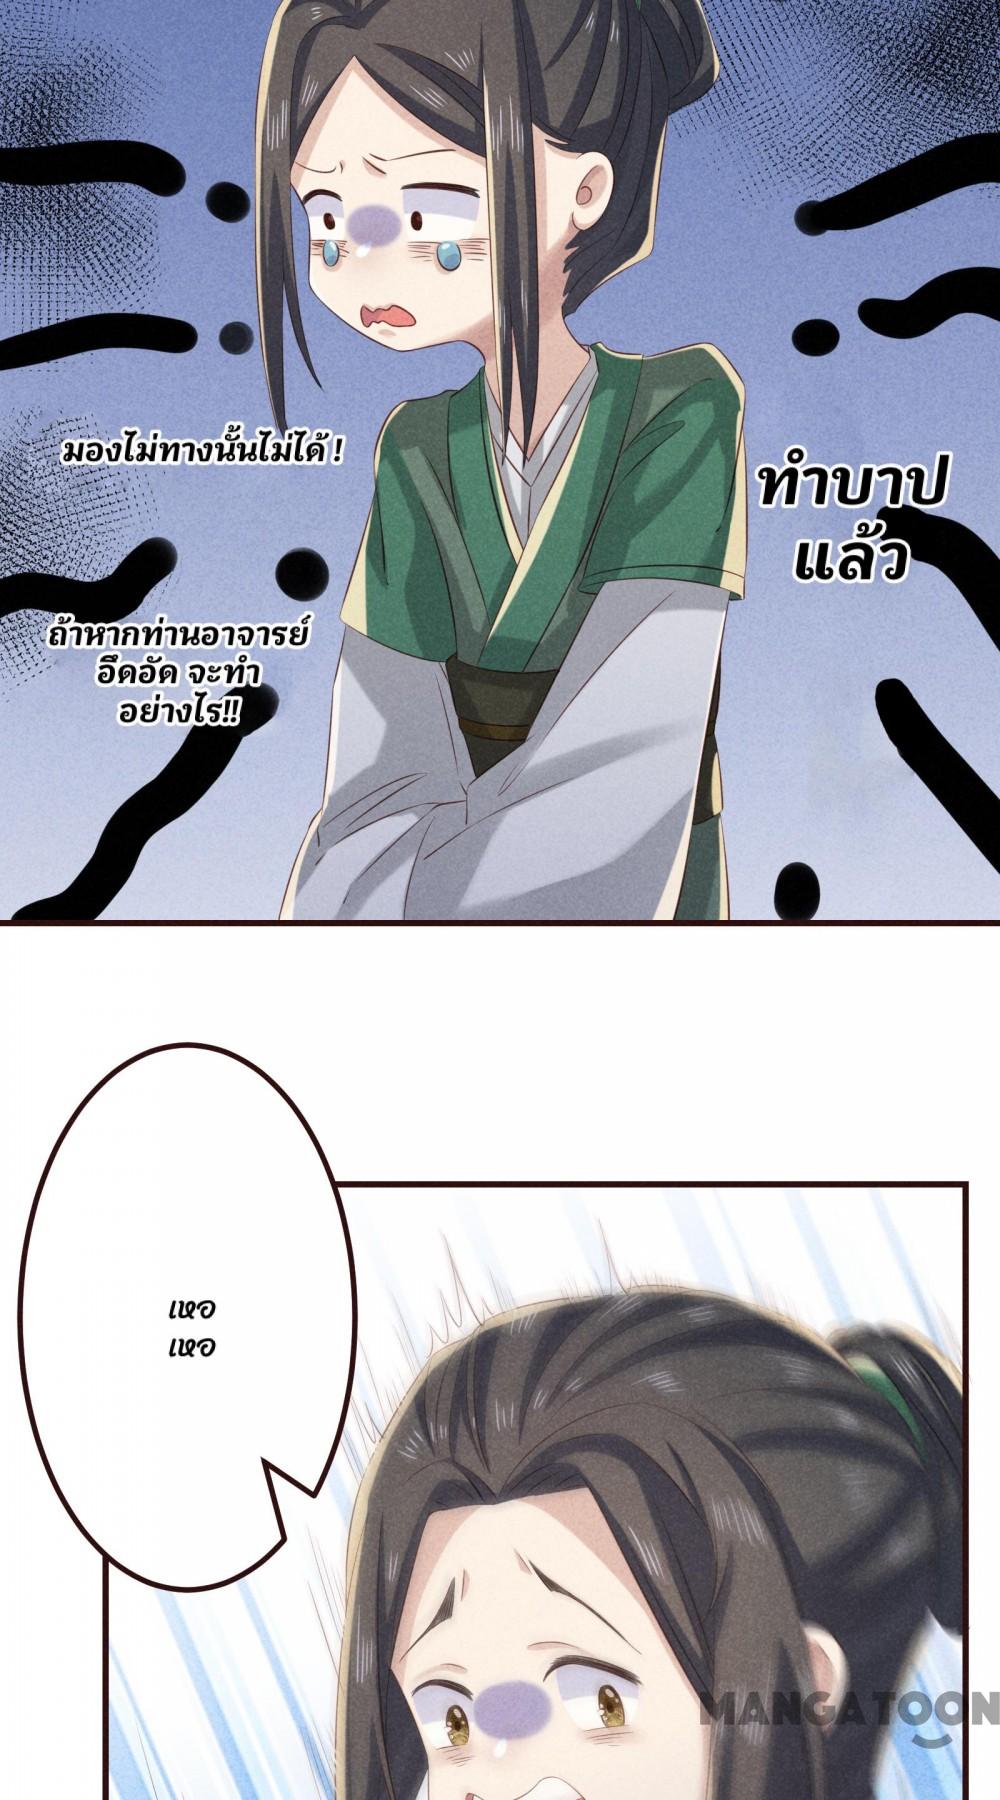 มองไม่ทางนั้นไม่ได้ !
ทำบาป
แล้ว
ถ้าหากท่านอาจารย์
อึดอัด จะทำ
อย่างไร!!
เหอ
เหอ
MANGATOON